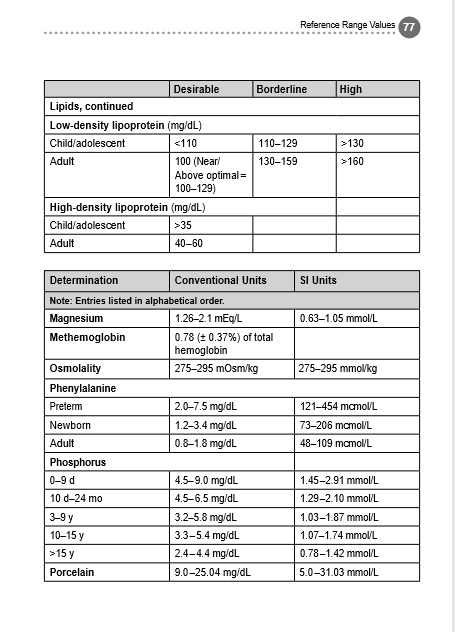 Reference Range Values 77
Desirable Borderline High
Lipids, continued
Low-density lipoprotein (mg/dL)
Child/adolescent <110 110–129 >130
Adult 100 (Near/ 130–159 >160
Above optimal=
100–129)
High-density lipoprotein (mg/dL)
Child/adolescent >35
Adult 40–60
Determination Conventional Units SI Units
Note: Entries listed in alphabetical order.
Magnesium 1.26–2.1 mEq/L 0.63–1.05 mmol/L
Methemoglobin 0.78 (± 0.37%) of total
hemoglobin
Osmolality 275–295 mOsm/kg 275–295 mmol/kg
Phenylalanine
Preterm 2.0–7.5 mg/dL 121–454 mcmol/L
Newborn 1.2–3.4 mg/dL 73–206 mcmol/L
Adult 0.8–1.8 mg/dL 48–109 mcmol/L
Phosphorus
0–9 d 4.5–9.0 mg/dL 1.45–2.91 mmol/L
10 d–24 mo 4.5–6.5 mg/dL 1.29–2.10 mmol/L
3–9 y 3.2–5.8 mg/dL 1.03–1.87 mmol/L
10–15 y 3.3–5.4 mg/dL 1.07–1.74 mmol/L
>15 y 2.4–4.4 mg/dL 0.78–1.42 mmol/L
Porcelain 9.0–25.04 mg/dL 5.0–31.03 mmol/L